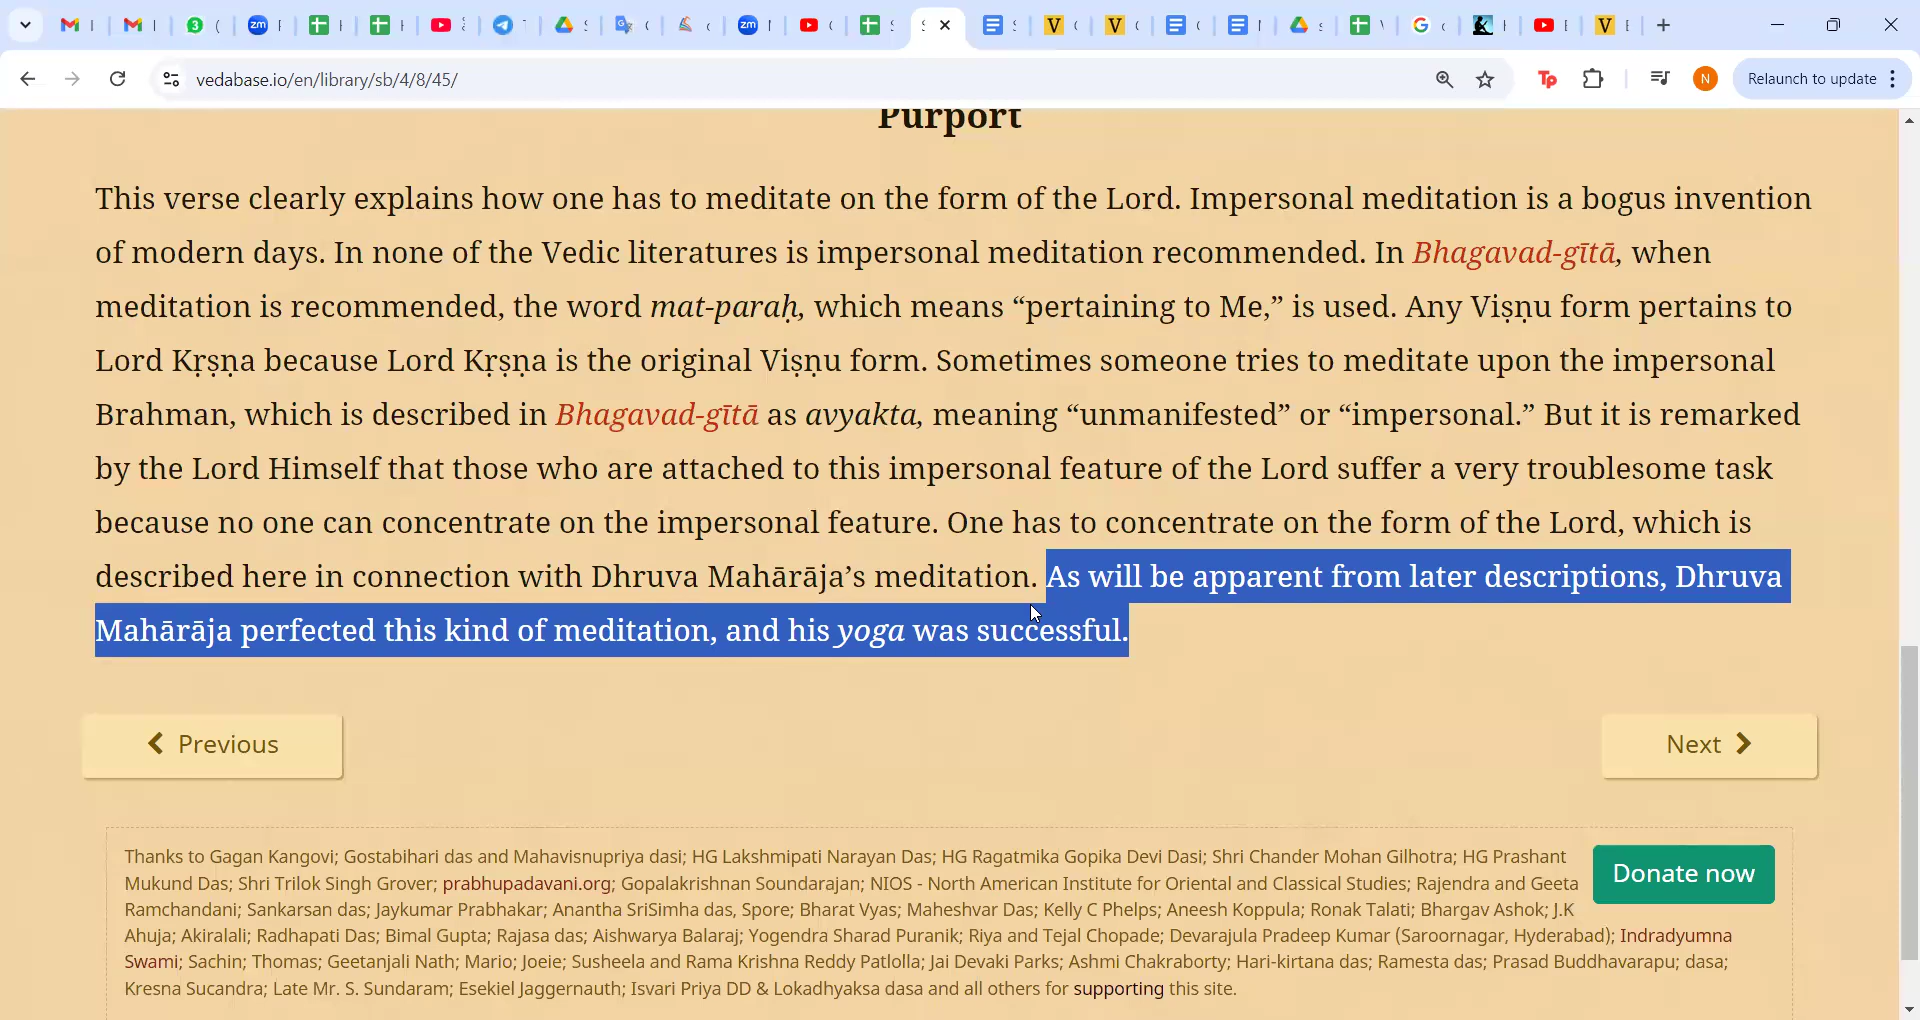 vedabase.io/en/library/sb/4/8/45/
Relaunch to update
Purport
This verse clearly explains how one has to meditate on the form of the Lord. Impersonal meditation is a bogus invention
of modern days. In none of the Vedic literatures is impersonal meditation recommended. In Bhagavad-gītā, when
meditation is recommended, the word mat-paraḥ, which means “pertaining to Me,” is used. Any Viṣṇu form pertains to
Lord Kṛṣṇa because Lord Kṛṣṇa is the original Viṣṇu form. Sometimes someone tries to meditate upon the impersonal
Brahman, which is described in Bhagavad-gītā as avyakta, meaning “unmanifested” or “impersonal.” But it is remarked
by the Lord Himself that those who are attached to this impersonal feature of the Lord suffer a very troublesome task
because no one can concentrate on the impersonal feature. One has to concentrate on the form of the Lord, which is
described here in connection with Dhruva Mahārāja’s meditation. As will be apparent from later descriptions, Dhruva
Mahārāja perfected this kind of meditation, and his yoga was successful.
Previous
Next
Thanks to Gagan Kangovi; Gostabihari das and Mahavisnupriya dasi; HG Lakshmipati Narayan Das; HG Ragatmika Gopika Devi Dasi; Shri Chander Mohan Gilhotra; HG Prashant
Mukund Das; Shri Trilok Singh Grover; prabhupadavani.org; Gopalakrishnan Soundarajan; NIOS - North American Institute for Oriental and Classical Studies; Rajendra and Geeta
Ramchandani; Sankarsan das; Jaykumar Prabhakar; Anantha SriSimha das, Spore; Bharat Vyas; Maheshvar Das; Kelly C Phelps; Aneesh Koppula; Ronak Talati; Bhargav Ashok; J.K
Ahuja; Akiralali; Radhapati Das; Bimal Gupta; Rajasa das; Aishwarya Balaraj; Yogendra Sharad Puranik; Riya and Tejal Chopade; Devarajula Pradeep Kumar (Saroornagar, Hyderabad); Indradyumna
Swami; Sachin; Thomas; Geetanjali Nath; Mario; Joeie; Susheela and Rama Krishna Reddy Patlolla; Jai Devaki Parks; Ashmi Chakraborty; Hari-kirtana das; Ramesta das; Prasad Buddhavarapu; dasa;
Kresna Sucandra; Late Mr. S. Sundaram; Esekiel Jaggernauth; Isvari Priya DD & Lokadhyaksa dasa and all others for supporting this site.
Donate now